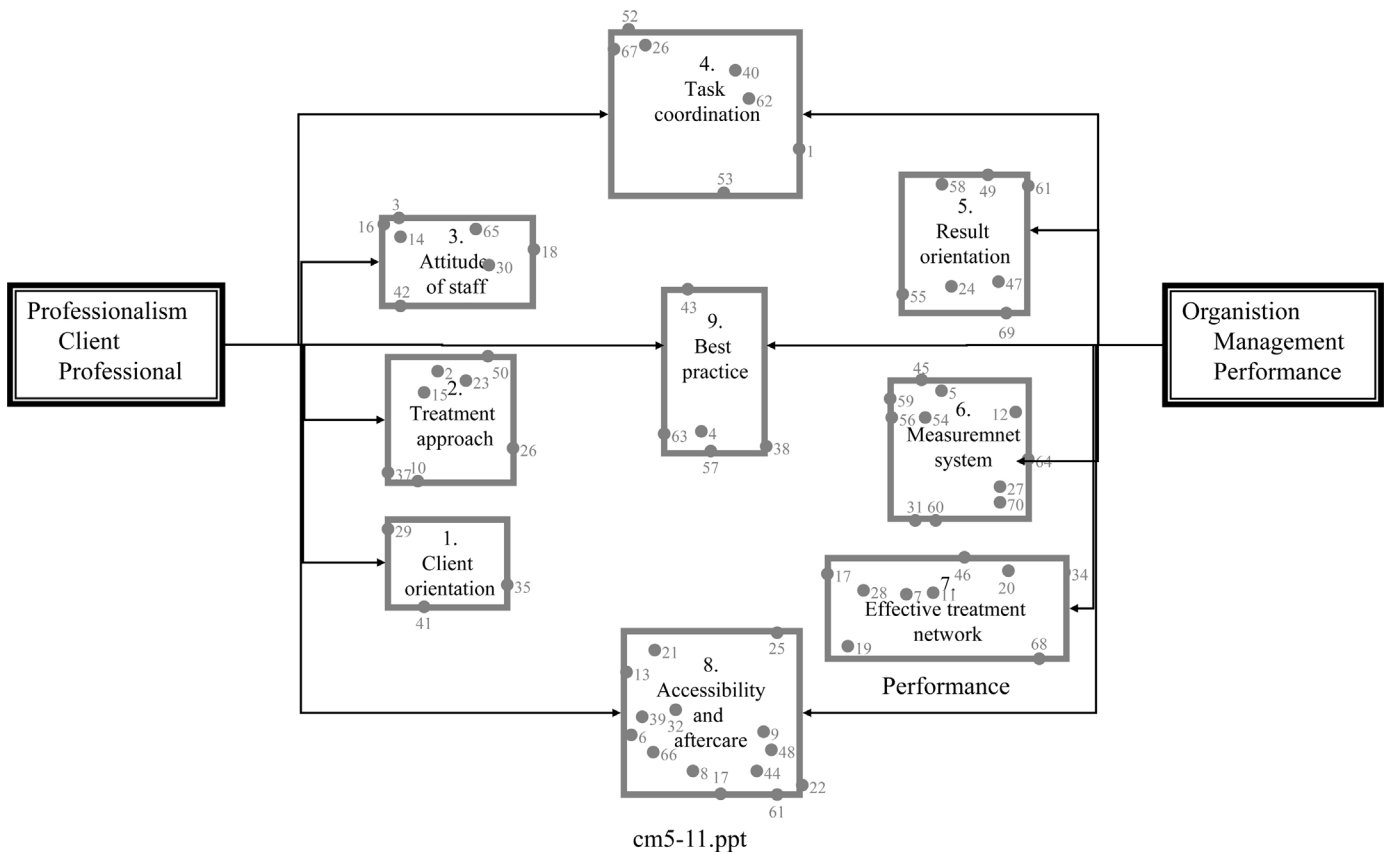 52
67
26
4.
Task
coordination
40
62
1
53
3
16
14
3.
Attitude
of staff
65
30
18
42
58
49
61
5.
Result
orientation
55
24
47
69
Professionalism
Client
Professional
43
9.
Best
practice
63
4
57
38
Organistion
Management
Performance
50
2
23
15
2.
Treatment
approach
37
10
26
45
59
5
56
54
12
6.
Measuremnet
system
64
27
70
31
60
29
1.
Client
orientation
35
41
17
46
20
34
28
7
11
7.
Effective treatment
network
19
68
Performance
21
25
13
8.
Accessibility
and
aftercare
39
32
6
66
9
48
8
17
44
22
61
cm5-11.ppt